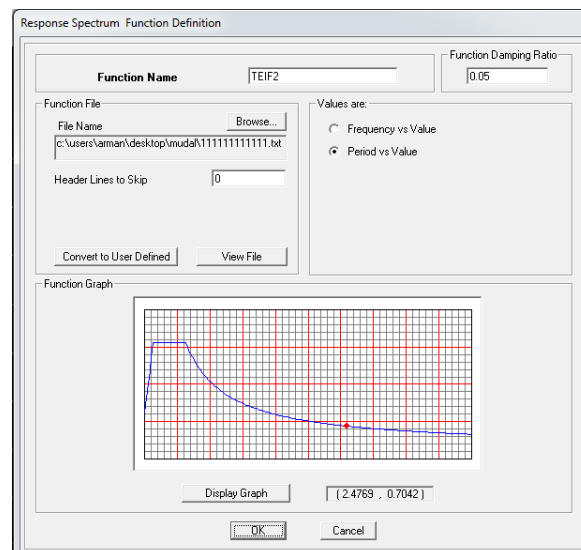 Response Spectrum  Function Definition
Function Name
TEIF2
Function Damping Ratio
0.05
Function File
File Name
Browse...
c:\users\arman\desktop\mudal\111111111111.txt
Header Lines to Skip
0
Convert to User Defined
View File
Values are:
Frequency vs Value
Period vs Value
Function Graph
Display Graph
( 2.4769 , 0.7042 )
OK
Cancel